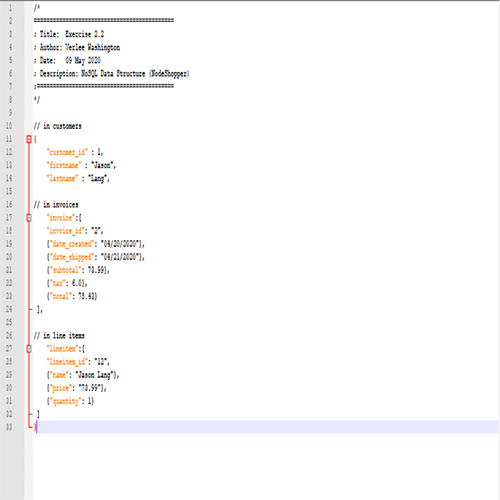 1 /*
2 ============================================
3 ; Title: Exercise 2.2
4 ; Author: Verlee Washington
5 ; Date: 09 May 2020
6 ; Description: NoSQL Data Structure (NodeShopper)
7 ;===========================================
8 */
9
10 // in customers
11 {
12 "customer_id" : 1,
13 "firstname" : "Jason",
14 "lastname" : "Lang",
15
16 // in invoices
17 "invoice":{
18 "invoice_id": "2",
19 {"date_created": "04/20/2020"},
20 {"date_shipped": "04/21/2020"},
21 {"subtotal": 73.99},
22 {"tax": 6.0},
23 {"total": 78.43}
24 ],
25
26 // in line items
27 "lineitem":{
28 "lineitem_id": "12",
29 {"name": "Jason Lang"},
30 {"price": "73.99"},
31 {"quantity": 1}
32 ]
33 }